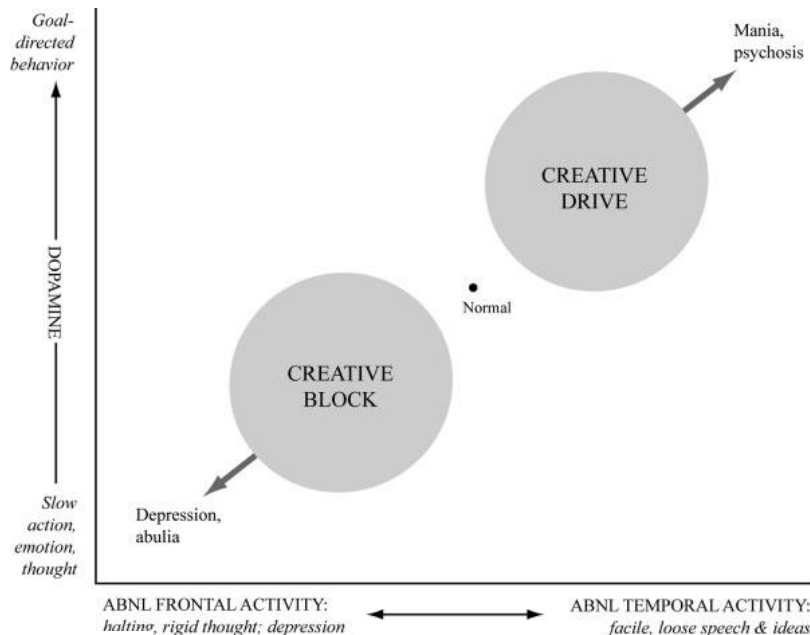 Goal-
directed
behavior
DOPAMINE
Slow
action,
emotion,
thought
Mania,
psychosis
CREATIVE
DRIVE
Normal
CREATIVE
BLOCK
Depression,
abulia
ABNL FRONTAL ACTIVITY:
halting, rigid thought; depression
ABNL TEMPORAL ACTIVITY:
facile, loose speech & ideas